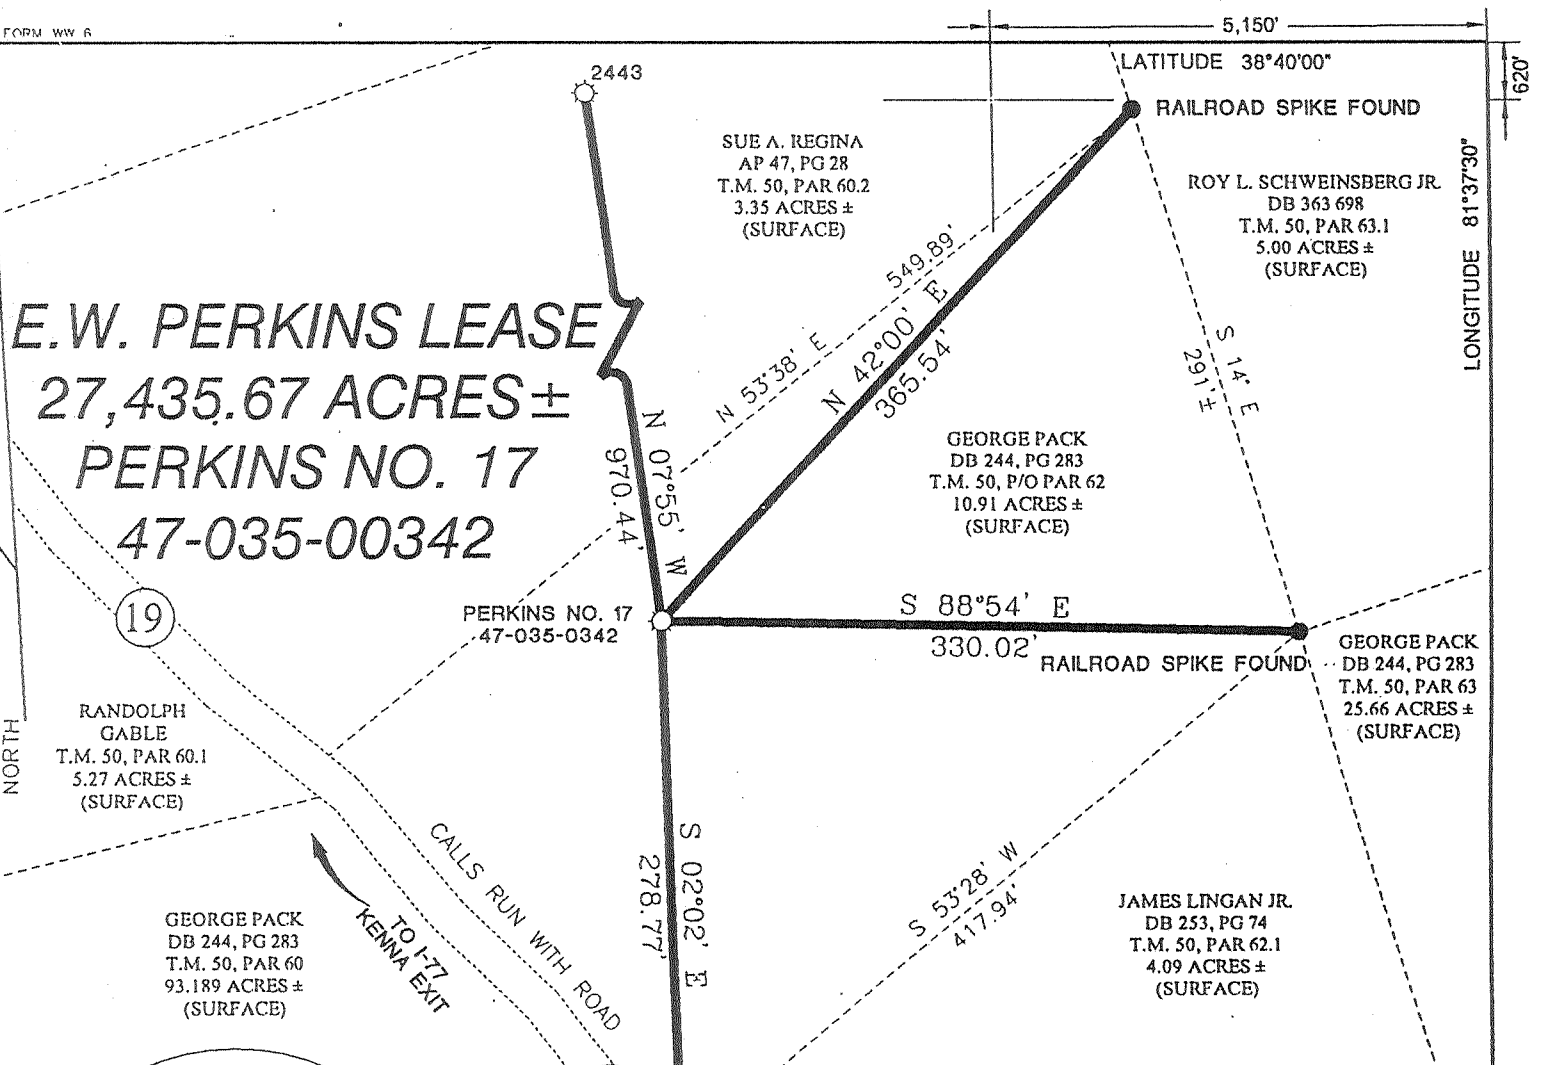 FORM WW 6
5,150'
LATITUDE 38°40'00"
620'
2443
RAILROAD SPIKE FOUND
SUE A. REGINA
AP 47, PG 28
T.M. 50, PAR 60.2
3.35 ACRES ±
(SURFACE)
ROY L. SCHWEINSBERG JR.
DB 363 698
T.M. 50, PAR 63.1
5.00 ACRES ±
(SURFACE)
LONGITUDE 81°37'30"
E.W. PERKINS LEASE
27,435.67 ACRES±
PERKINS NO. 17
47-035-00342
N 53°38' E
549.89'
N 42°00' E
365.54'
S 14° E
291'±
N 07°55' W
970.44'
GEORGE PACK
DB 244, PG 283
T.M. 50, P/O PAR 62
10.91 ACRES ±
(SURFACE)
19
PERKINS NO. 17
47-035-0342
S 88°54' E
330.02'
RAILROAD SPIKE FOUND
GEORGE PACK
DB 244, PG 283
T.M. 50, PAR 63
25.66 ACRES ±
(SURFACE)
NORTH
RANDOLPH
GABLE
T.M. 50, PAR 60.1
5.27 ACRES ±
(SURFACE)
S 02°02' E
278.77'
CALLS RUN WITH ROAD
TO I-77
KENNA EXIT
S 53°28' W
417.94'
GEORGE PACK
DB 244, PG 283
T.M. 50, PAR 60
93.189 ACRES ±
(SURFACE)
JAMES LINGAN JR.
DB 253, PG 74
T.M. 50, PAR 62.1
4.09 ACRES ±
(SURFACE)